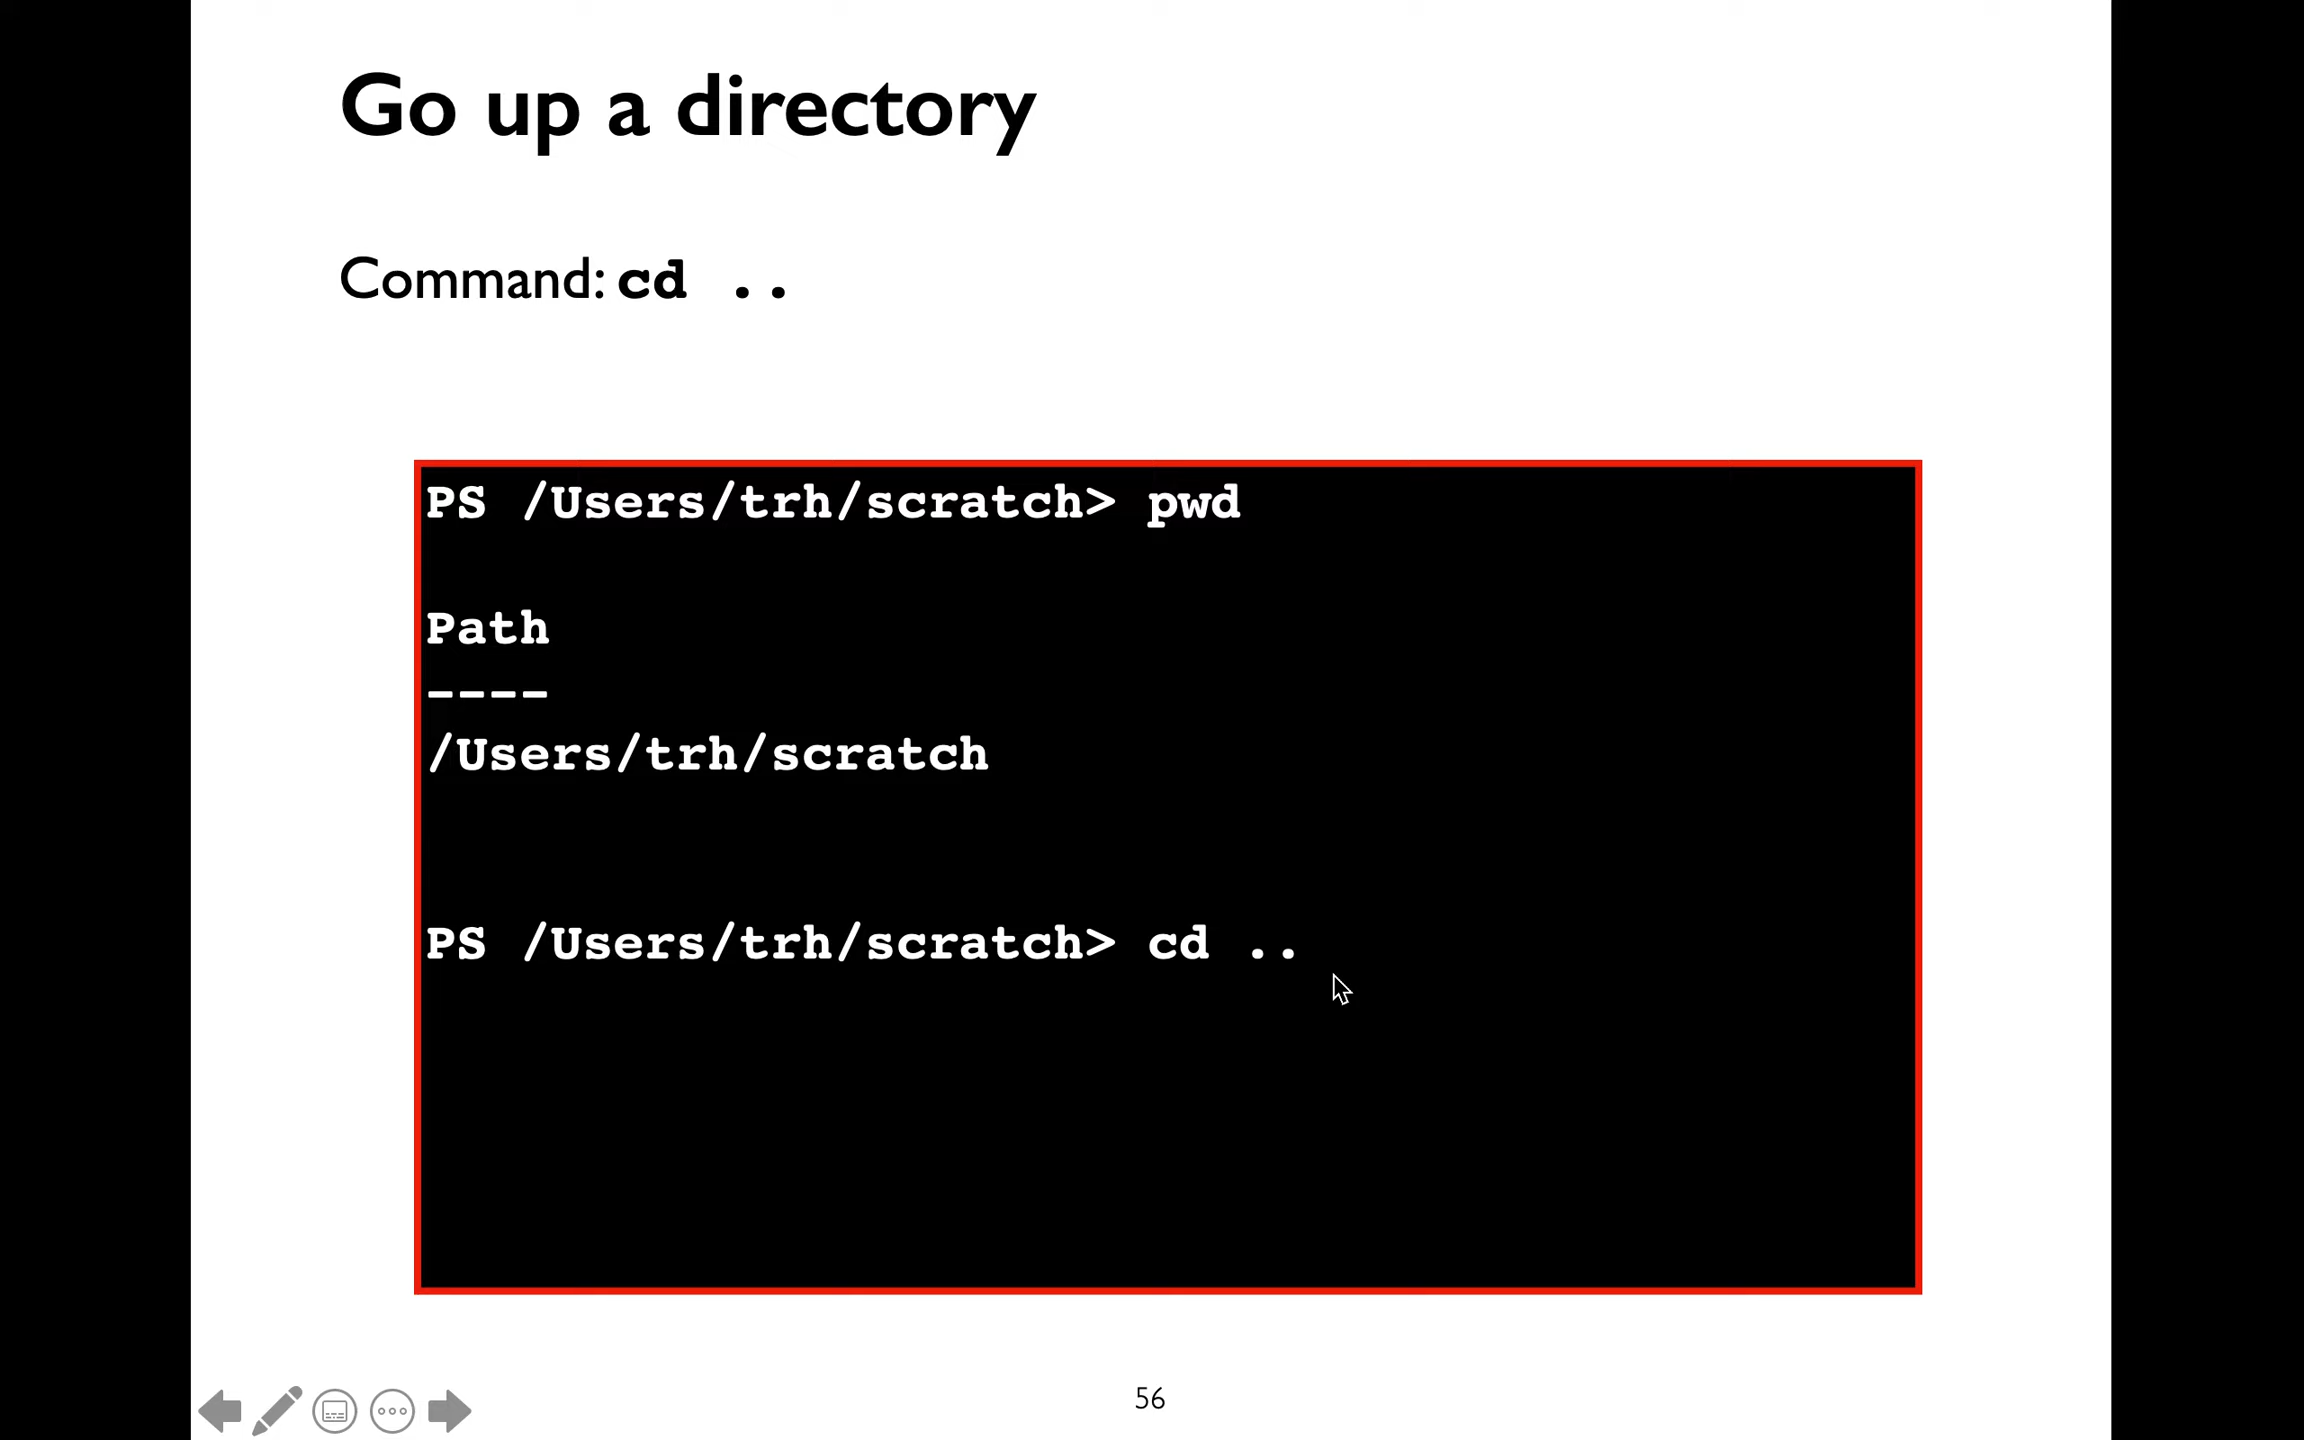 Go up a directory
Command: cd ..
PS /Users/trh/scratch> pwd
Path
----
/Users/trh/scratch
PS /Users/trh/scratch> cd ..
56